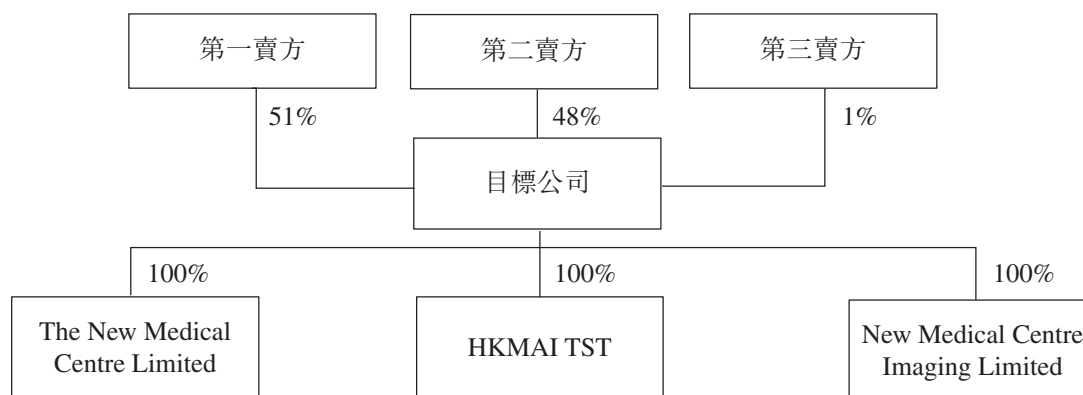 第一賣方
第二賣方
第三賣方
51%
48%
1%
目標公司
100%
100%
100%
The New Medical
Centre Limited
HKMAI TST
New Medical Centre
Imaging Limited